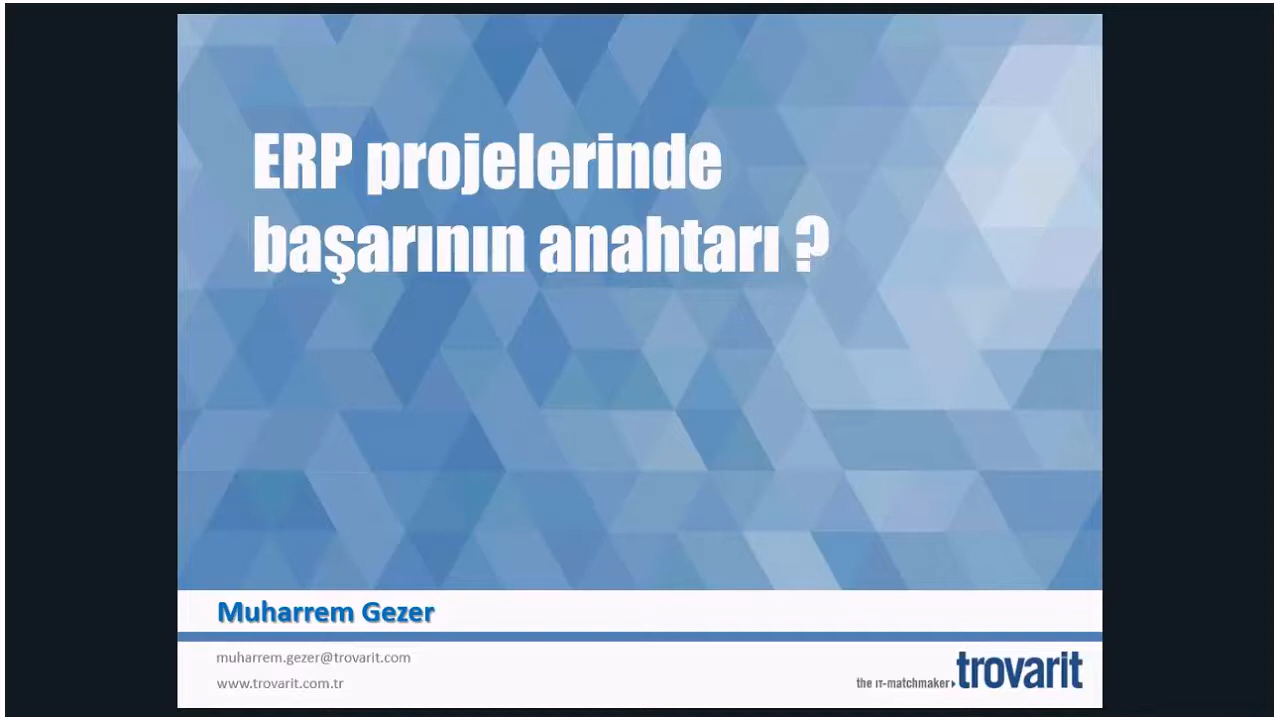 ERP projelerinde
başarının anahtarı ?
Muharrem Gezer
muharrem.gezer@trovarit.com
www.trovarit.com.tr
the IT-matchmaker trovarit